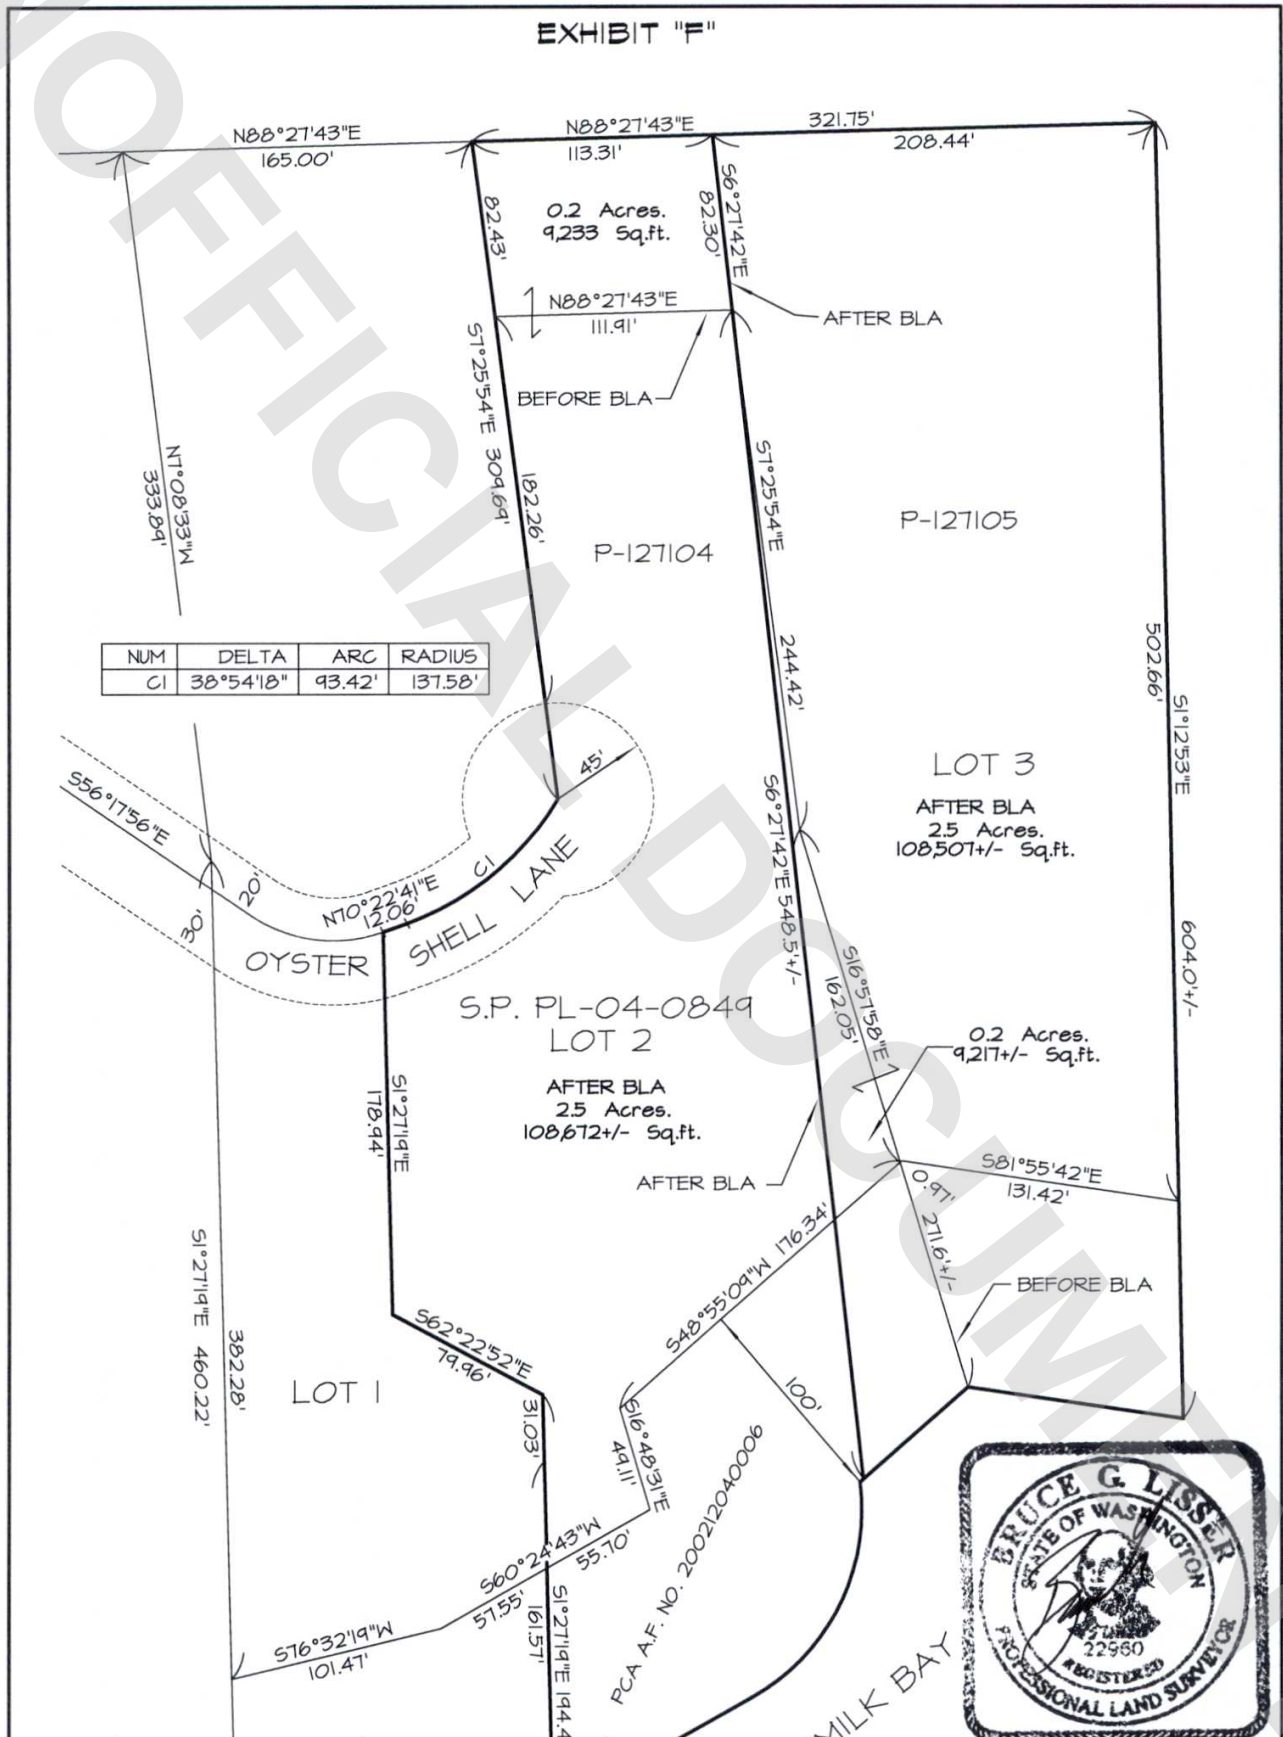 EXHIBIT "F"
N88°27'43"E
165.00'
N88°27'43"E
113.31'
321.75'
208.44'
82.43'
0.2 Acres.
9,233 Sq.ft.
S6°27'42"E
82.30'
N88°27'43"E
111.91'
AFTER BLA
BEFORE BLA
S7°25'54"E 309.69'
182.26'
N7°08'33"W
333.89'
S7°25'54"E
244.42'
P-127104
P-127105
NUM DELTA ARC RADIUS
C1 38°54'18" 93.42' 137.58'
502.66'
S1°12'53"E
604.0'+/-
LOT 3
AFTER BLA
2.5 Acres.
108,507+/- Sq.ft.
45'
S56°17'56"E
20'
30'
N70°22'41"E
12.06'
C1
OYSTER SHELL LANE
S6°27'42"E 548.5'+/-
S16°57'58"E
162.05'
S.P. PL-04-0849
LOT 2
AFTER BLA
2.5 Acres.
108,672+/- Sq.ft.
0.2 Acres.
9,217+/- Sq.ft.
S1°27'19"E
178.94'
AFTER BLA
S81°55'42"E
131.42'
0.97'
271.6'+/-
BEFORE BLA
S48°55'09"W 176.34'
100'
S1°27'19"E 460.22'
382.28'
S62°22'52"E
79.96'
LOT 1
31.03'
S16°48'31"E
49.11'
S60°24'43"W
55.70'
57.55'
S76°32'19"W
101.47'
S1°27'19"E 194.4
161.57'
PCA A.F. NO. 200212040006
MILK BAY
BRUCE G. LISSER
STATE OF WASHINGTON
22960
REGISTERED
PROFESSIONAL LAND SURVEYOR
NOFFICIAL DOCUMENT